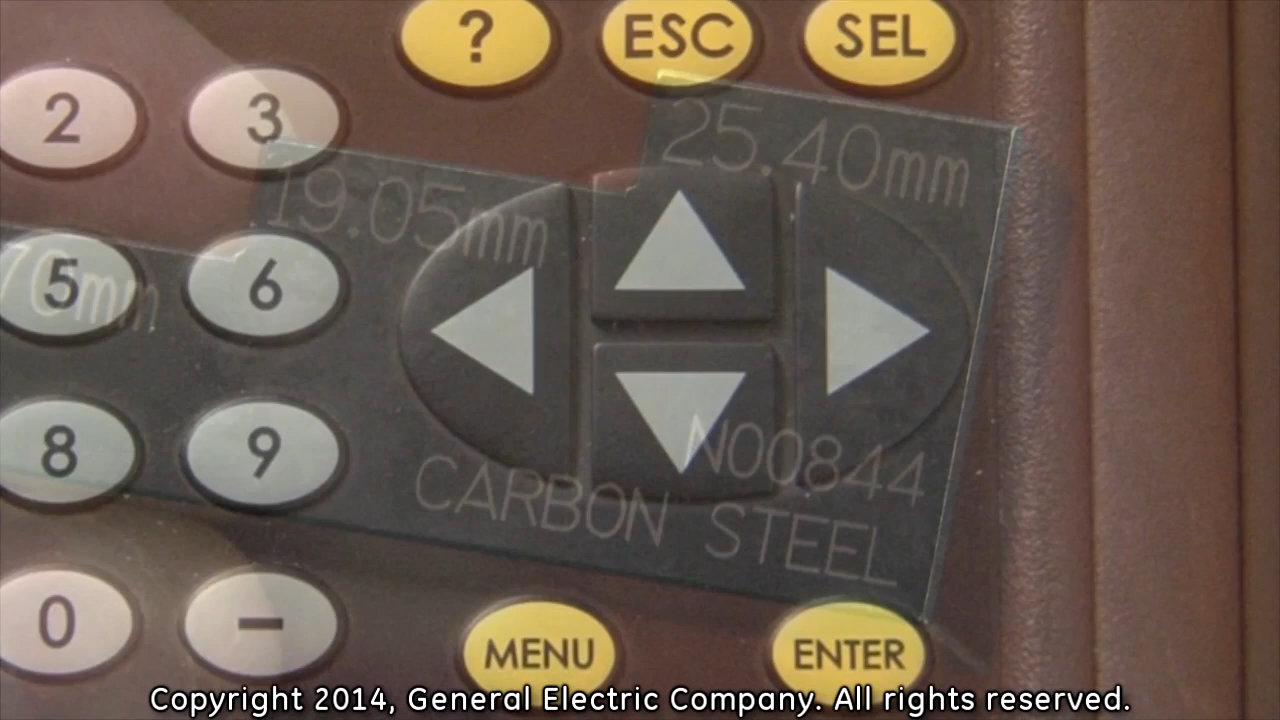 ? ESC SEL
2 3
25.40mm
19.05mm
5 6
70mm
8 9
N00844
CARBON STEEL
0 -
MENU ENTER
Copyright 2014, General Electric Company. All rights reserved.